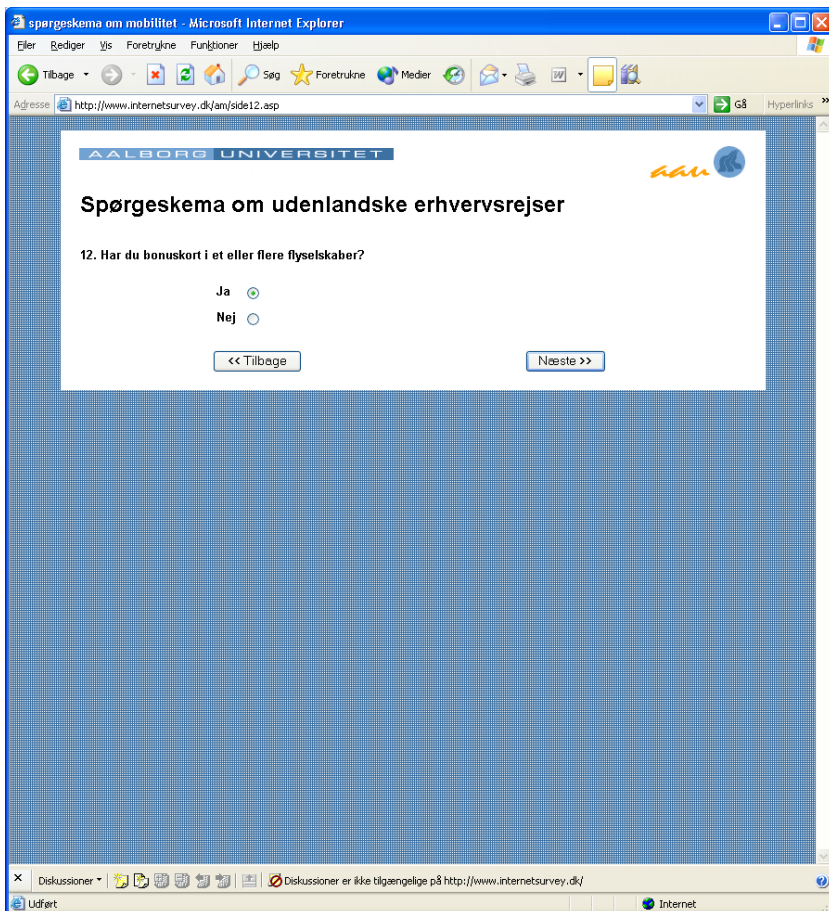 spørgeskema om mobilitet - Microsoft Internet Explorer
Filer Rediger Vis Foretrukne Funktioner Hjælp
Tilbage Søg Foretrukne Medier
Adresse http://www.internetsurvey.dk/am/side12.asp Gå Hyperlinks »
AALBORG UNIVERSITET
aau
Spørgeskema om udenlandske erhvervsrejser
12. Har du bonuskort i et eller flere flyselskaber?
Ja
Nej
<< Tilbage Næste >>
Diskussioner Diskussioner er ikke tilgængelige på http://www.internetsurvey.dk/
Udført Internet